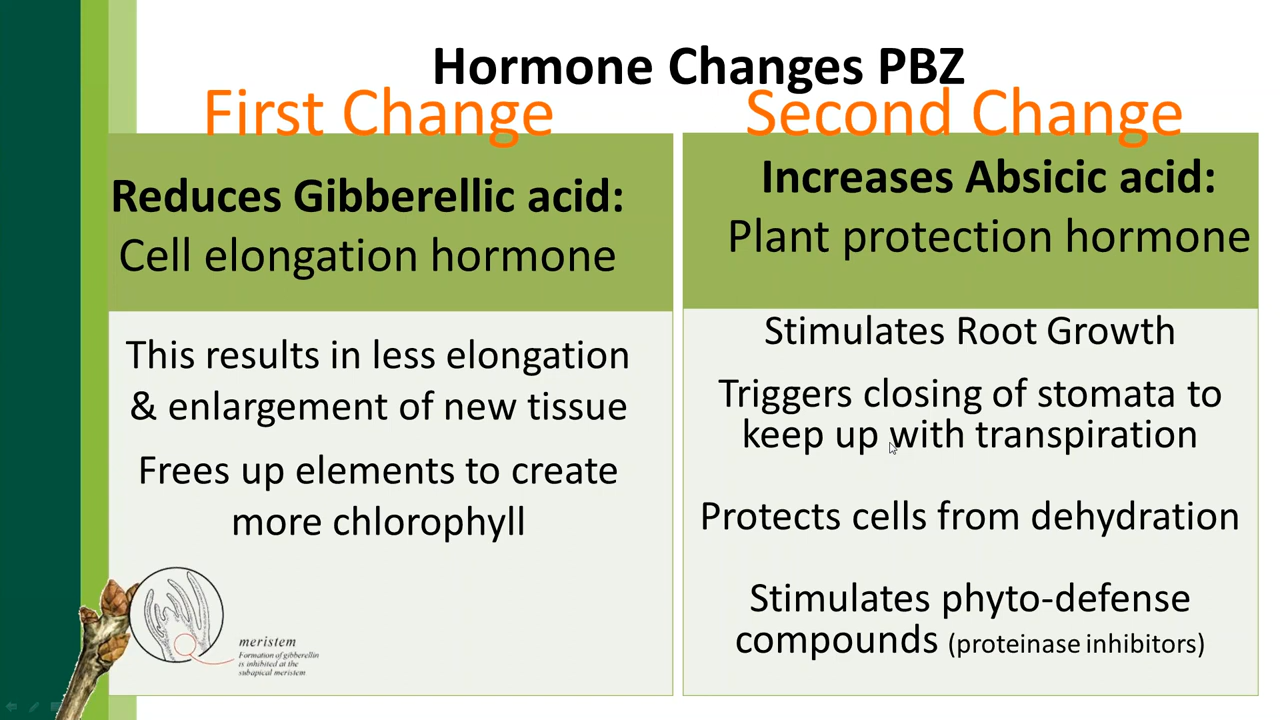 Hormone Changes PBZ
First Change
Reduces Gibberellic acid:
Cell elongation hormone
This results in less elongation
& enlargement of new tissue
Frees up elements to create
more chlorophyll
meristem
Formation of gibberellin
is inhibited at the
subapical meristem
Second Change
Increases Absicic acid:
Plant protection hormone
Stimulates Root Growth
Triggers closing of stomata to
keep up with transpiration
Protects cells from dehydration
Stimulates phyto-defense
compounds (proteinase inhibitors)